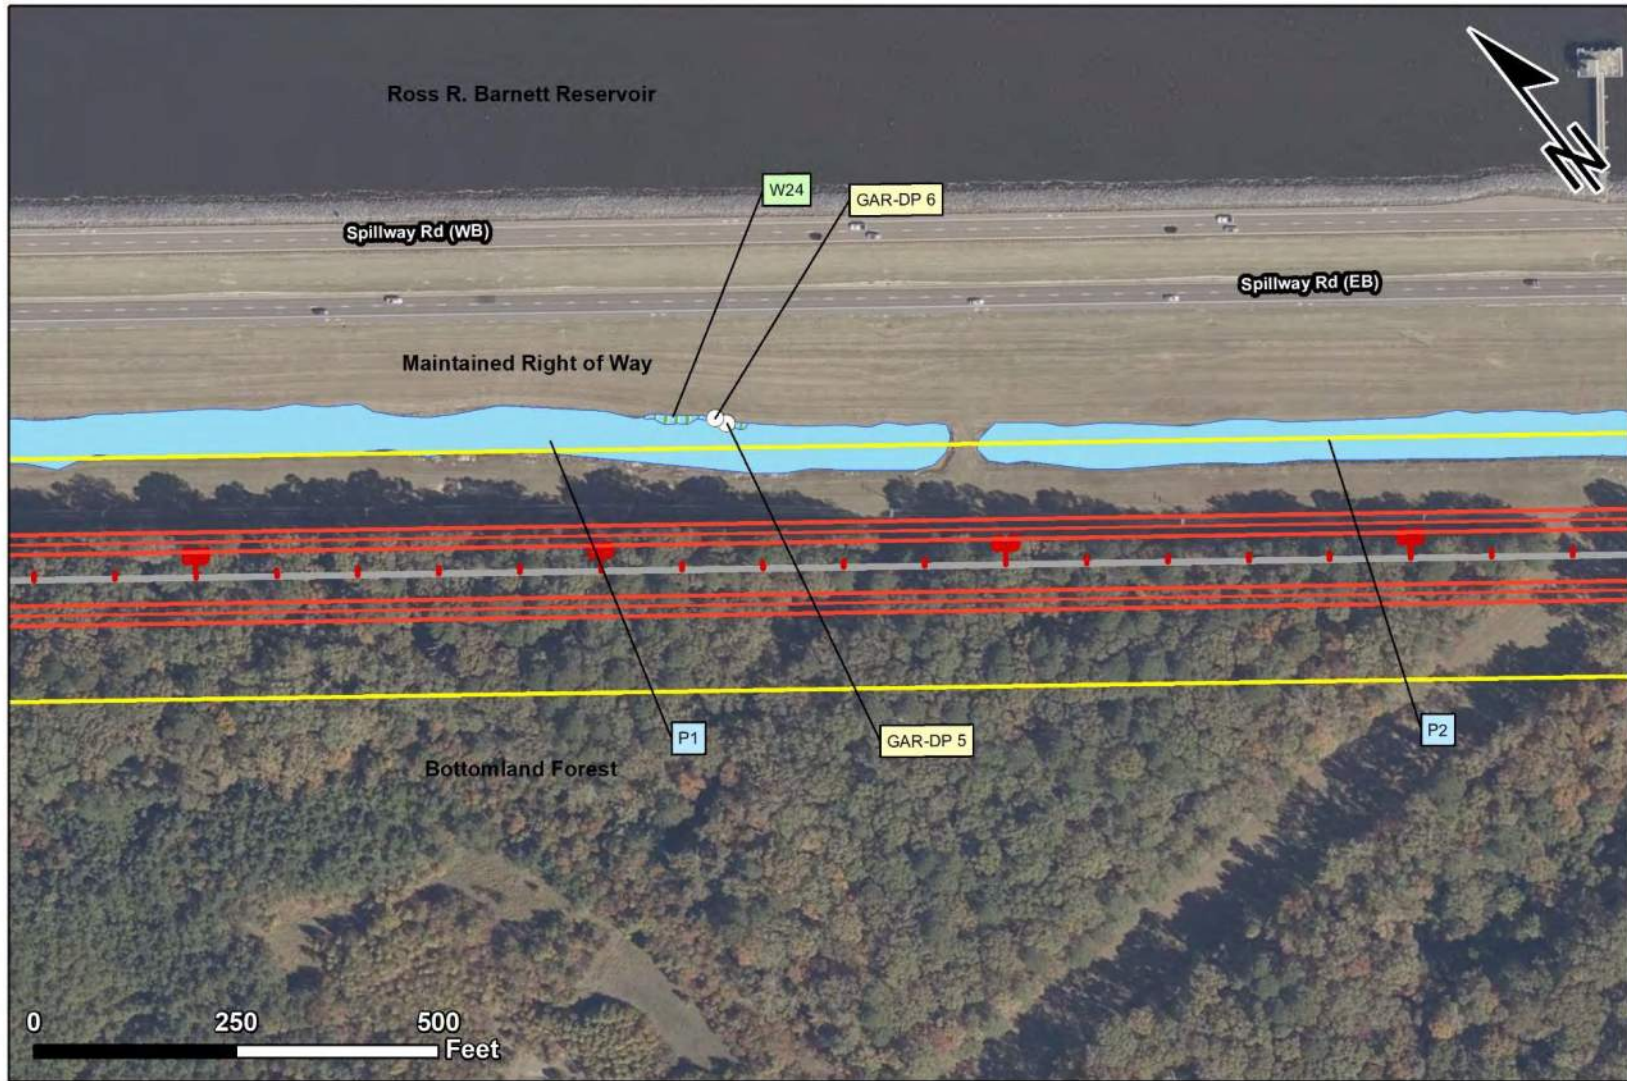 Ross R. Barnett Reservoir
N
W24
GAR-DP 6
Spillway Rd (WB)
Spillway Rd (EB)
Maintained Right of Way
P1
GAR-DP 5
P2
Bottomland Forest
0 250 500
Feet